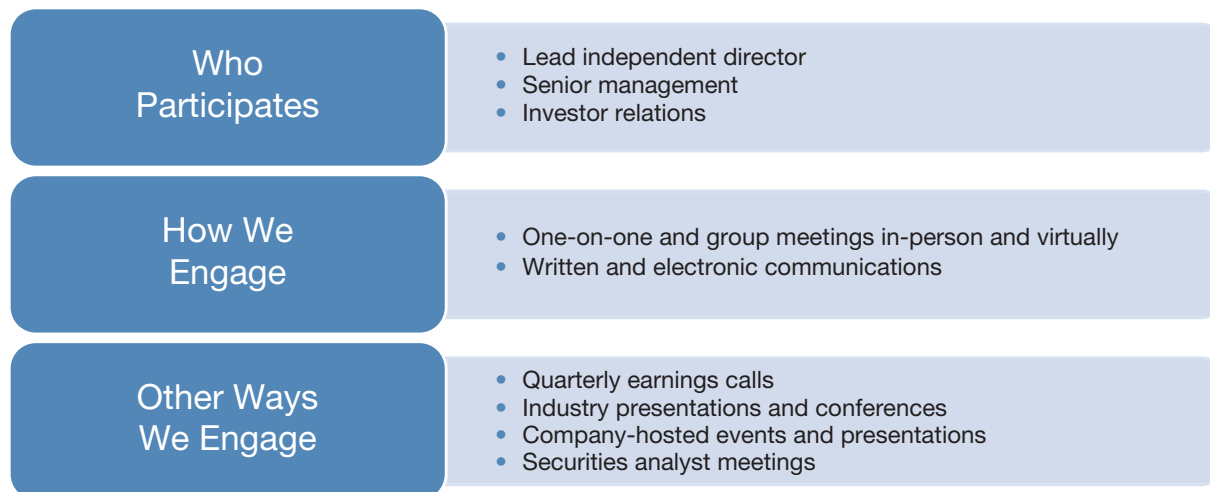 Who
Participates
• Lead independent director
• Senior management
• Investor relations
How We
Engage
• One-on-one and group meetings in-person and virtually
• Written and electronic communications
Other Ways
We Engage
• Quarterly earnings calls
• Industry presentations and conferences
• Company-hosted events and presentations
• Securities analyst meetings